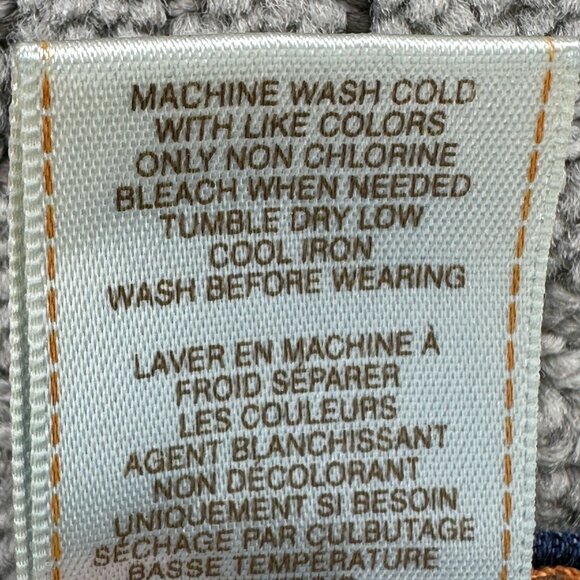 MACHINE WASH COLD
WITH LIKE COLORS
ONLY NON CHLORINE
BLEACH WHEN NEEDED
TUMBLE DRY LOW
COOL IRON
WASH BEFORE WEARING
LAVER EN MACHINE À
FROID SÉPARER
LES COULEURS
AGENT BLANCHISSANT
NON DÉCOLORANT
UNIQUEMENT SI BESOIN
SÉCHAGE PAR CULBUTAGE
BASSE TEMPÉRATURE